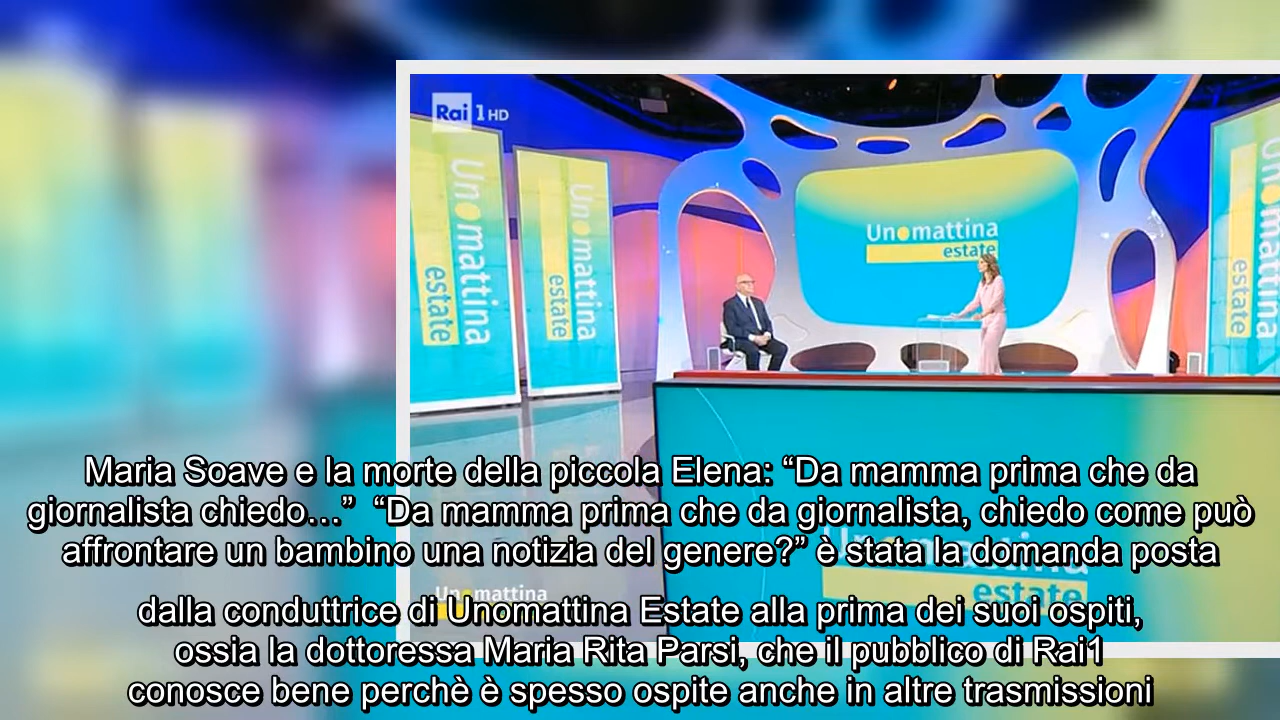 Rai 1 HD
Unomattina
estate
Unomattina
estate
Unomattina
estate
Unomattina
estate
Maria Soave e la morte della piccola Elena: “Da mamma prima che da
giornalista chiedo…”  “Da mamma prima che da giornalista, chiedo come può
affrontare un bambino una notizia del genere?” è stata la domanda posta
Unomattina
estate
Unomattina
dalla conduttrice di Unomattina Estate alla prima dei suoi ospiti,
ossia la dottoressa Maria Rita Parsi, che il pubblico di Rai1
conosce bene perchè è spesso ospite anche in altre trasmissioni